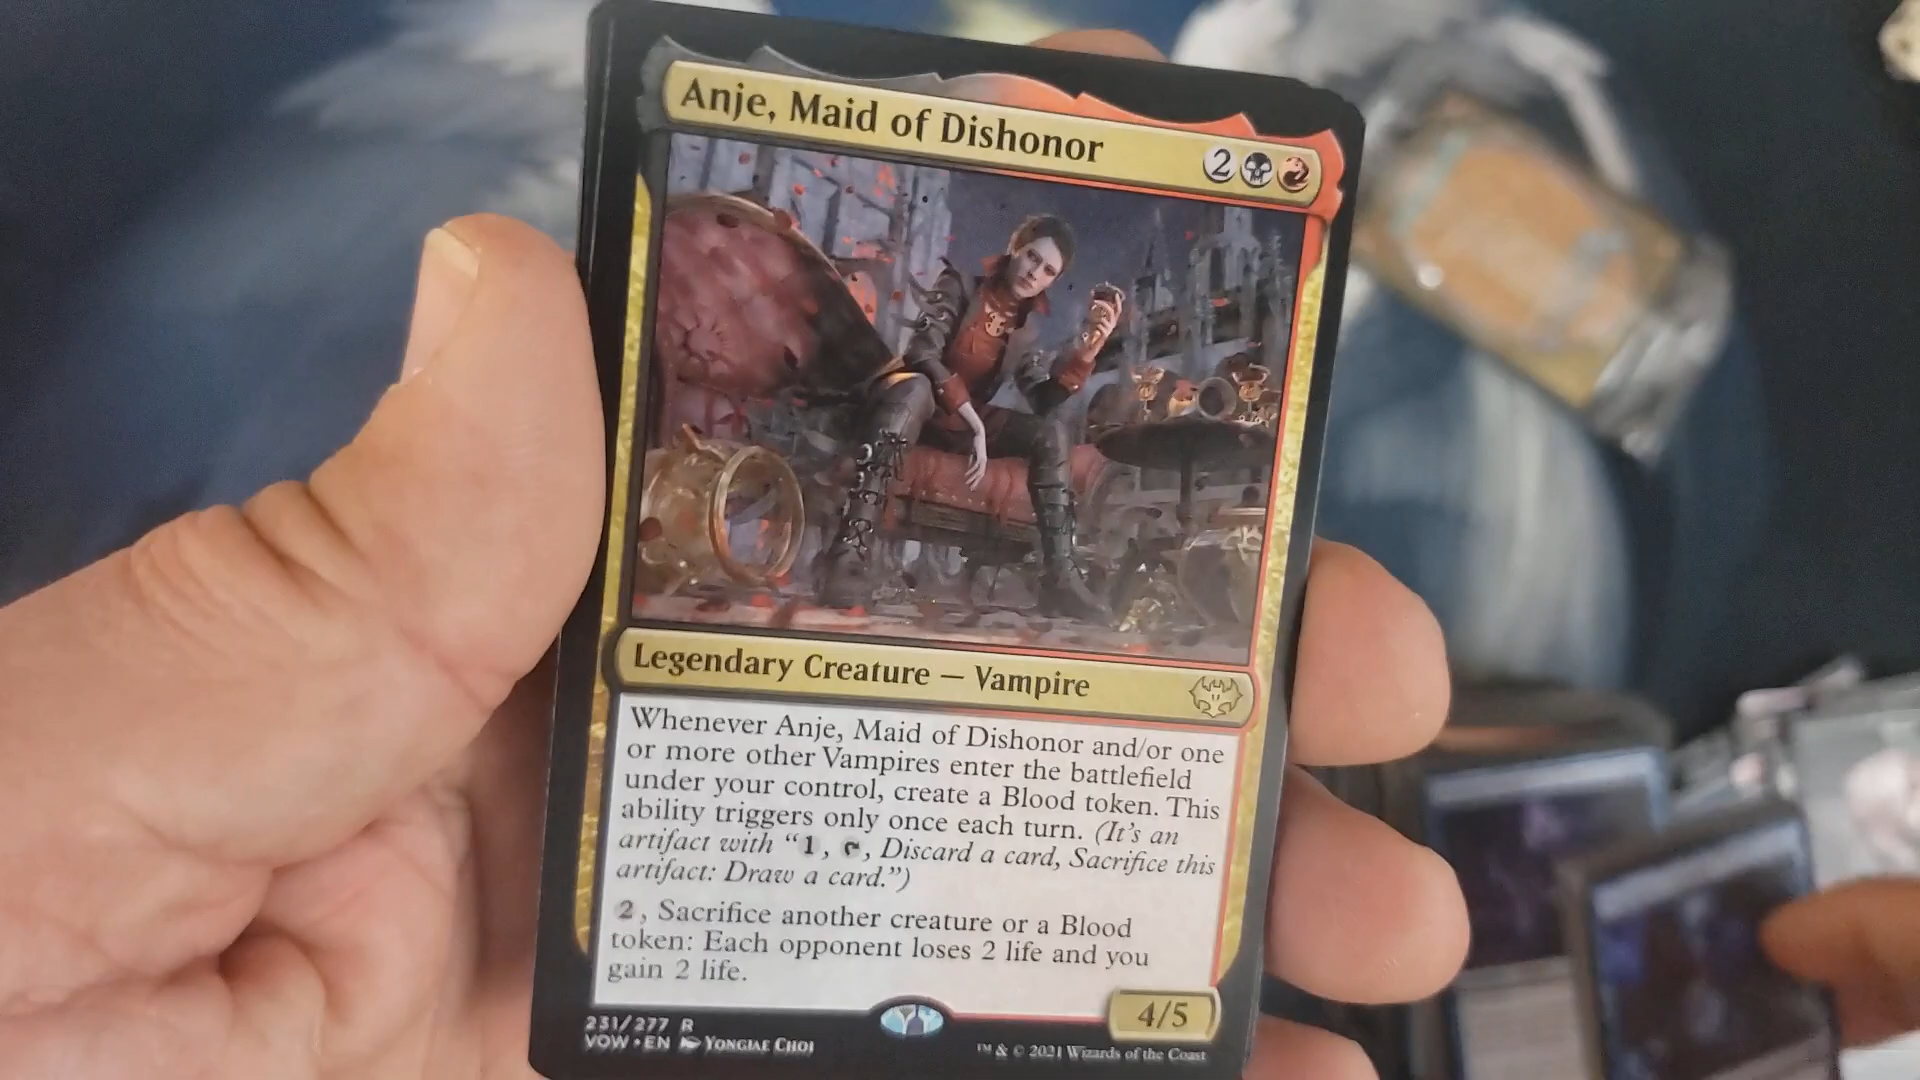 Anje, Maid of Dishonor
2
Legendary Creature — Vampire
Whenever Anje, Maid of Dishonor and/or one
or more other Vampires enter the battlefield
under your control, create a Blood token. This
ability triggers only once each turn. (It's an
artifact with “1, , Discard a card, Sacrifice this
artifact: Draw a card.”)
2, Sacrifice another creature or a Blood
token: Each opponent loses 2 life and you
gain 2 life.
4/5
231/277 R
VOW • EN YONGJAE CHOI
™ & © 2021 Wizards of the Coast